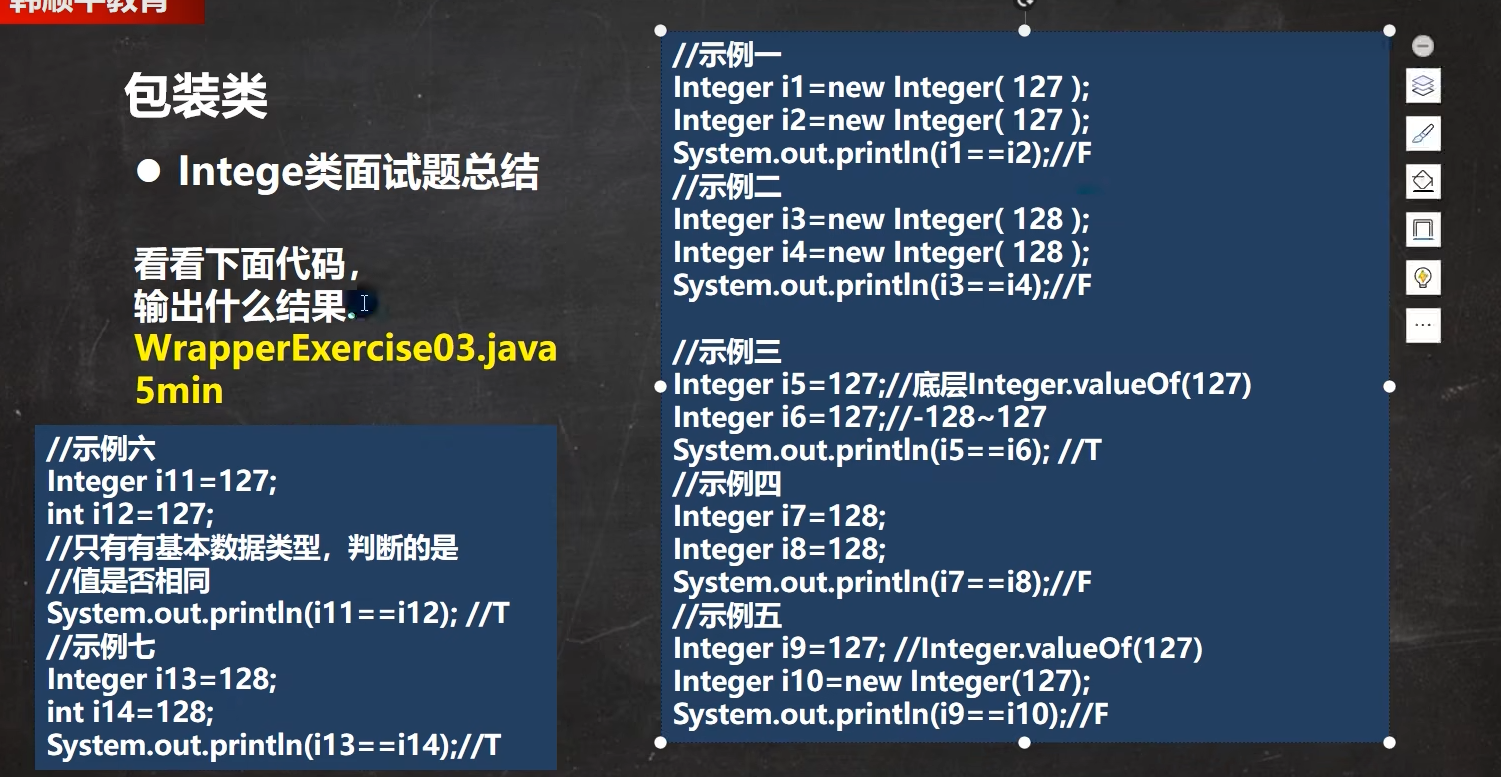 韩顺平教育
包装类
● Intege类面试题总结
看看下面代码，
输出什么结果.
WrapperExercise03.java
5min
//示例六
Integer i11=127;
int i12=127;
//只有有基本数据类型，判断的是
//值是否相同
System.out.println(i11==i12); //T
//示例七
Integer i13=128;
int i14=128;
System.out.println(i13==i14);//T
//示例一
Integer i1=new Integer( 127 );
Integer i2=new Integer( 127 );
System.out.println(i1==i2);//F
//示例二
Integer i3=new Integer( 128 );
Integer i4=new Integer( 128 );
System.out.println(i3==i4);//F
//示例三
Integer i5=127;//底层Integer.valueOf(127)
Integer i6=127;//-128~127
System.out.println(i5==i6); //T
//示例四
Integer i7=128;
Integer i8=128;
System.out.println(i7==i8);//F
//示例五
Integer i9=127; //Integer.valueOf(127)
Integer i10=new Integer(127);
System.out.println(i9==i10);//F